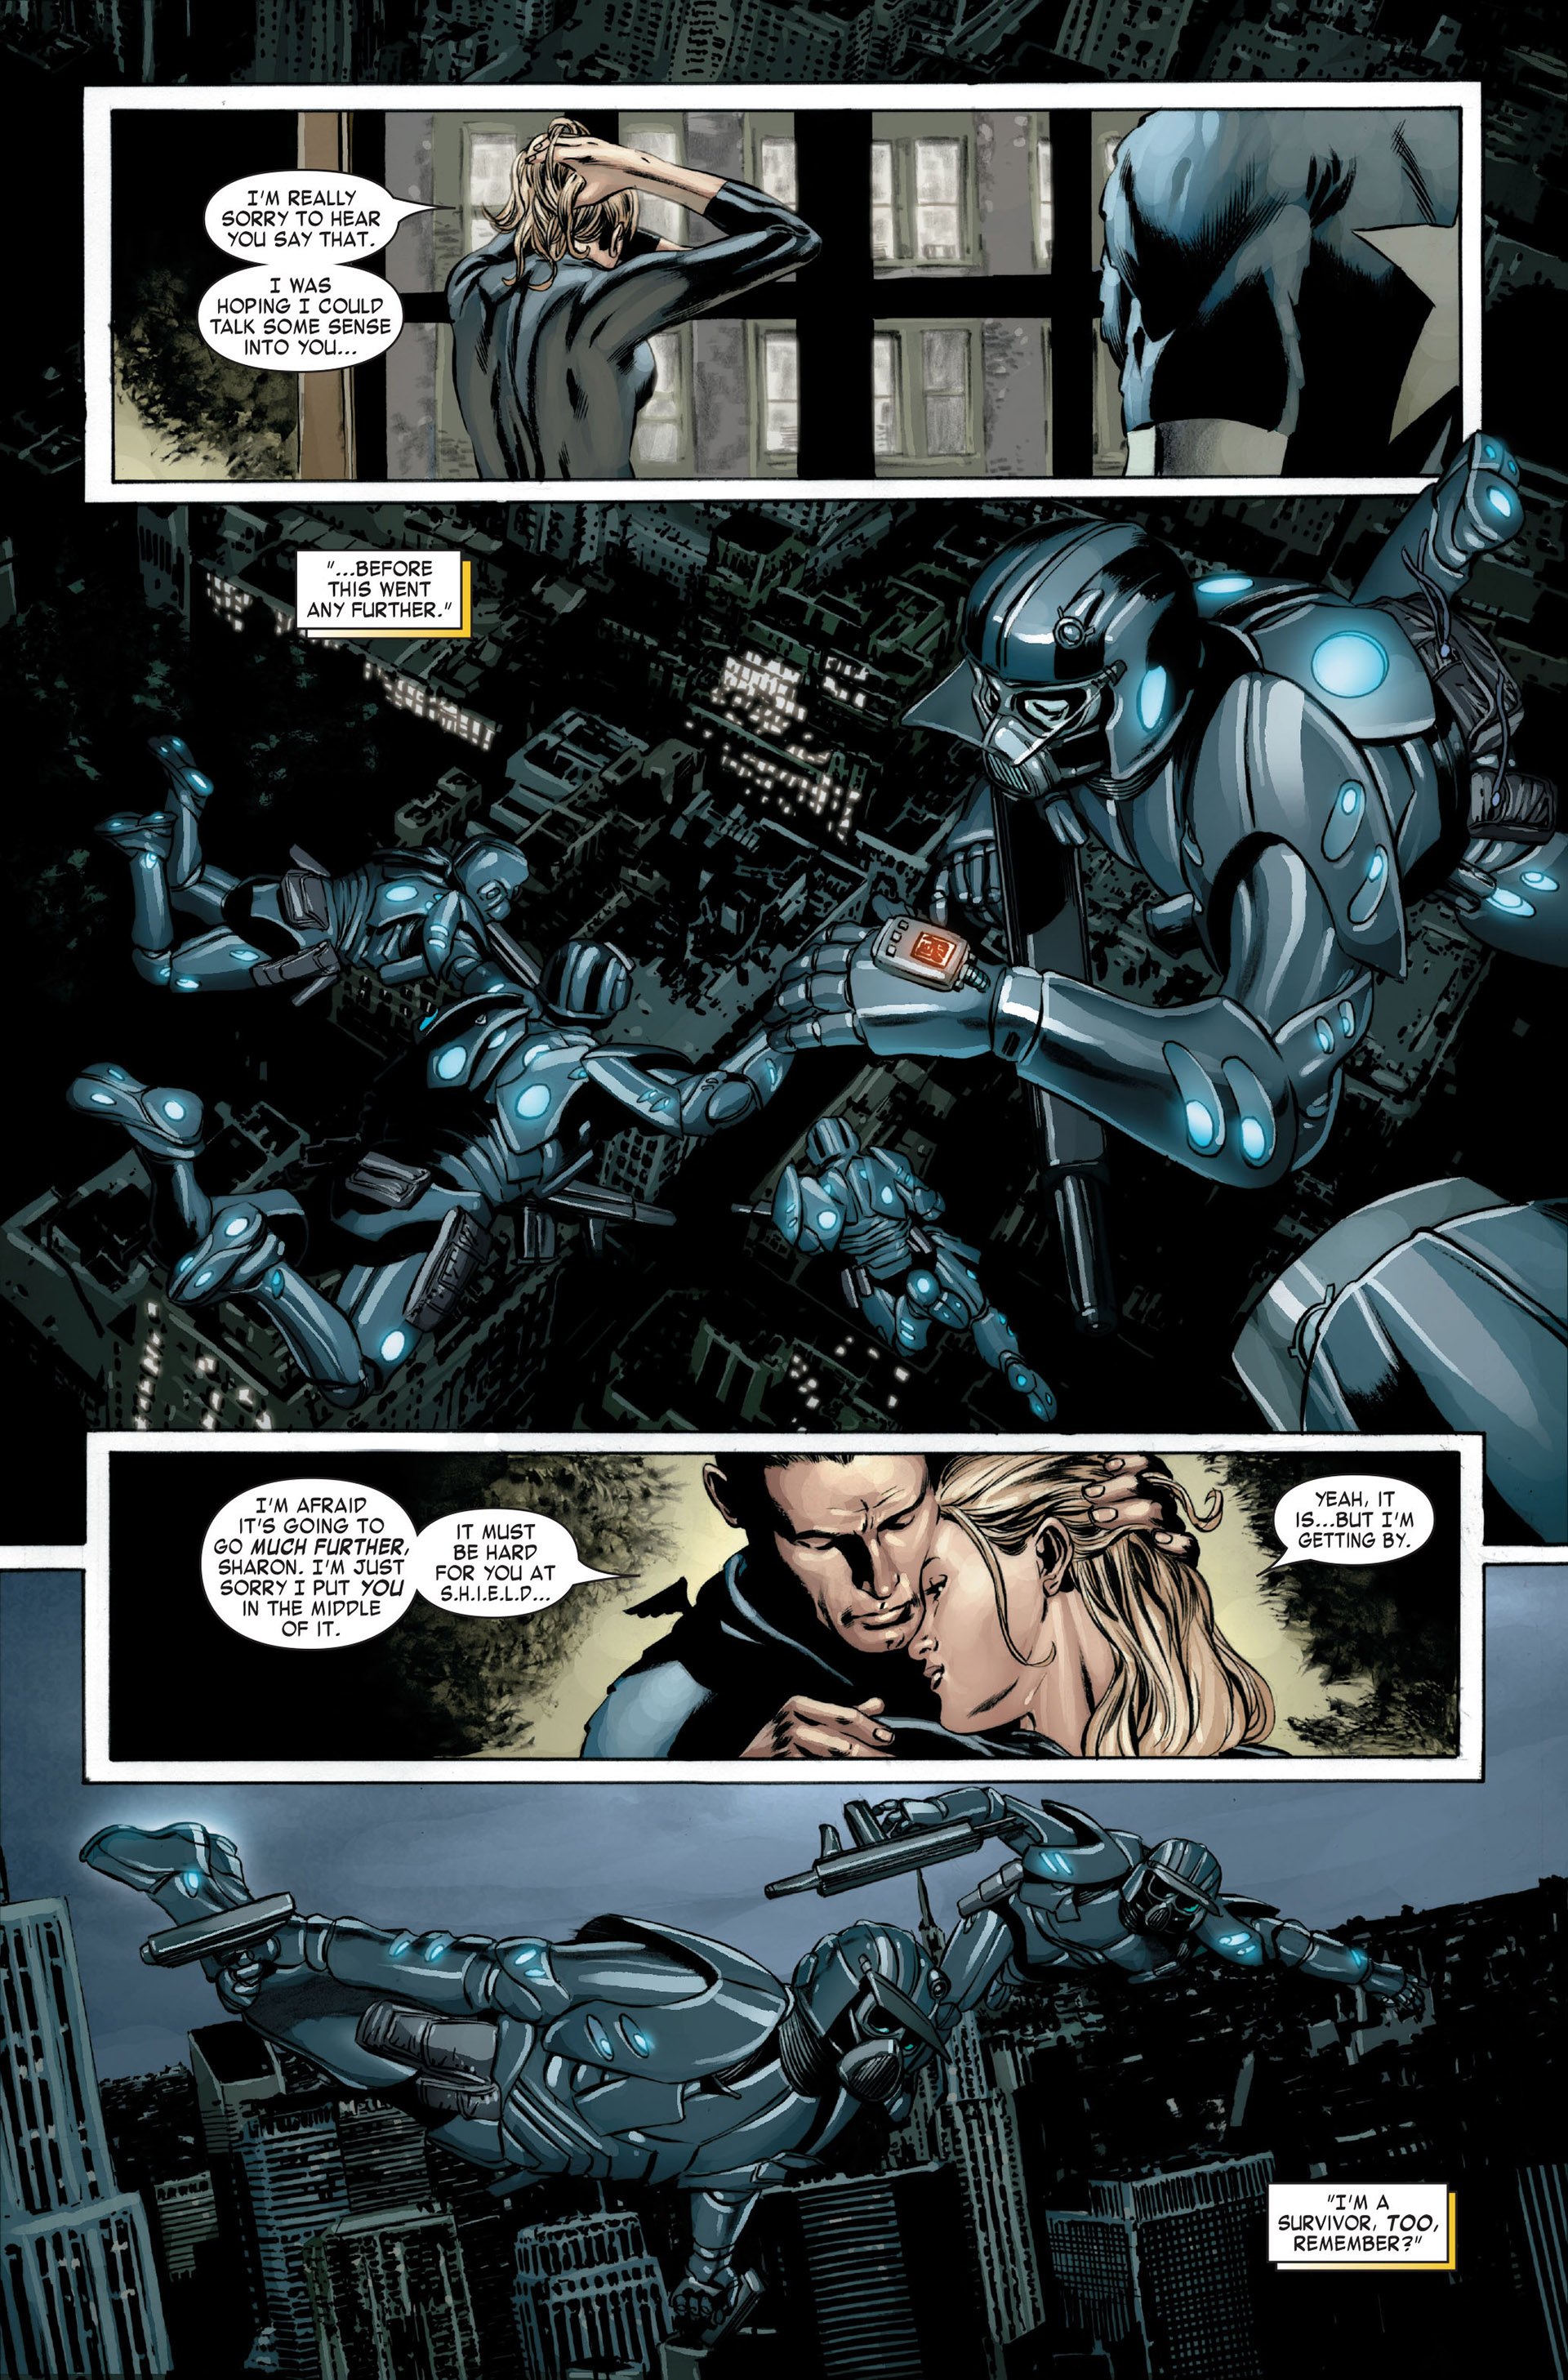 I'M REALLY
SORRY TO HEAR
YOU SAY THAT.
I WAS
HOPING I COULD
TALK SOME SENSE
INTO YOU...
"...BEFORE
THIS WENT
ANY FURTHER."
I'M AFRAID
IT'S GOING TO
GO MUCH FURTHER,
SHARON. I'M JUST
SORRY I PUT YOU
IN THE MIDDLE
OF IT.
IT MUST
BE HARD
FOR YOU AT
S.H.I.E.L.D...
YEAH, IT
IS...BUT I'M
GETTING BY.
"I'M A
SURVIVOR, TOO,
REMEMBER?"